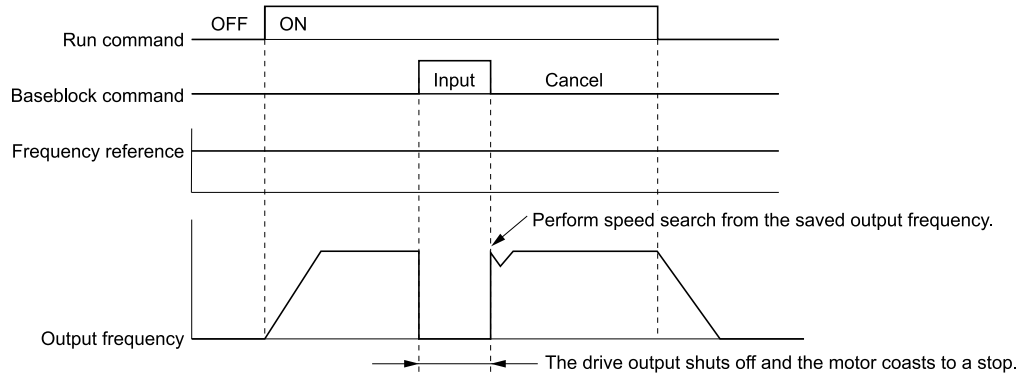 OFF ON
Run command
Input Cancel
Baseblock command
Frequency reference
Perform speed search from the saved output frequency.
Output frequency
The drive output shuts off and the motor coasts to a stop.